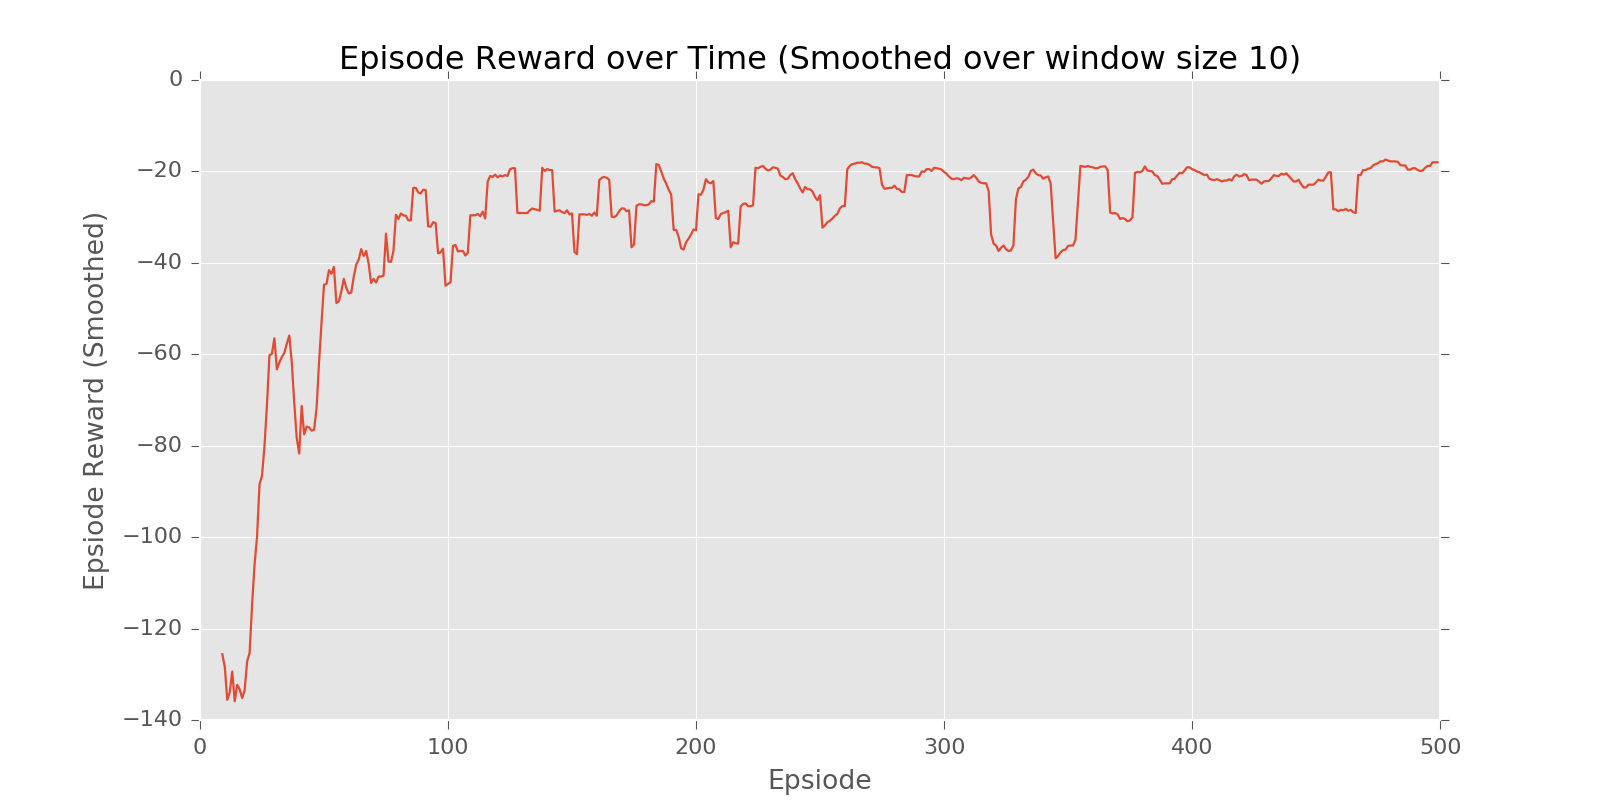 Episode Reward over Time (Smoothed over window size 10)
0
−20
−40
−60
−80
−100
−120
−140
Epsiode Reward (Smoothed)
0 100 200 300 400 500
Epsiode